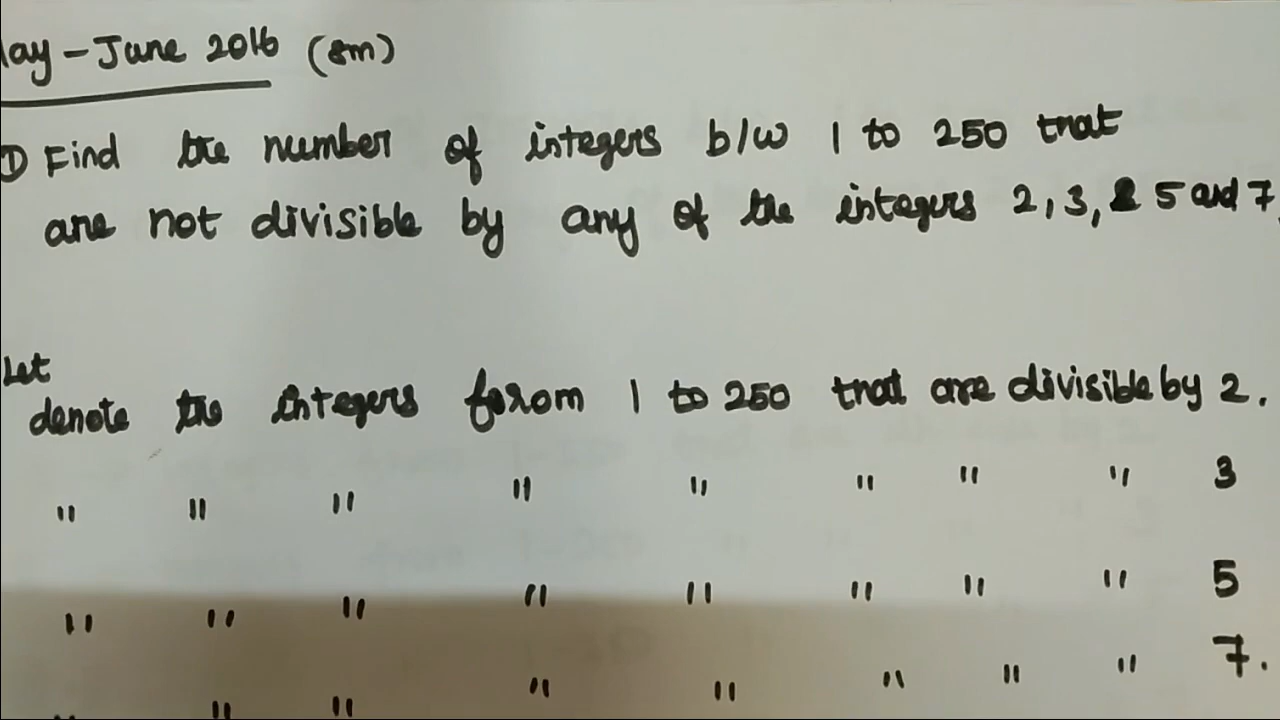 lay - June 2016 (8m)
① Find the number of integers b/w 1 to 250 that
are not divisible by any of the integers 2, 3, 5 and 7
Let
denote the integers from 1 to 250 that are divisible by 2.
" " " " " " " " 3
" " " " " " " " 5
" " " " " " " " 7.